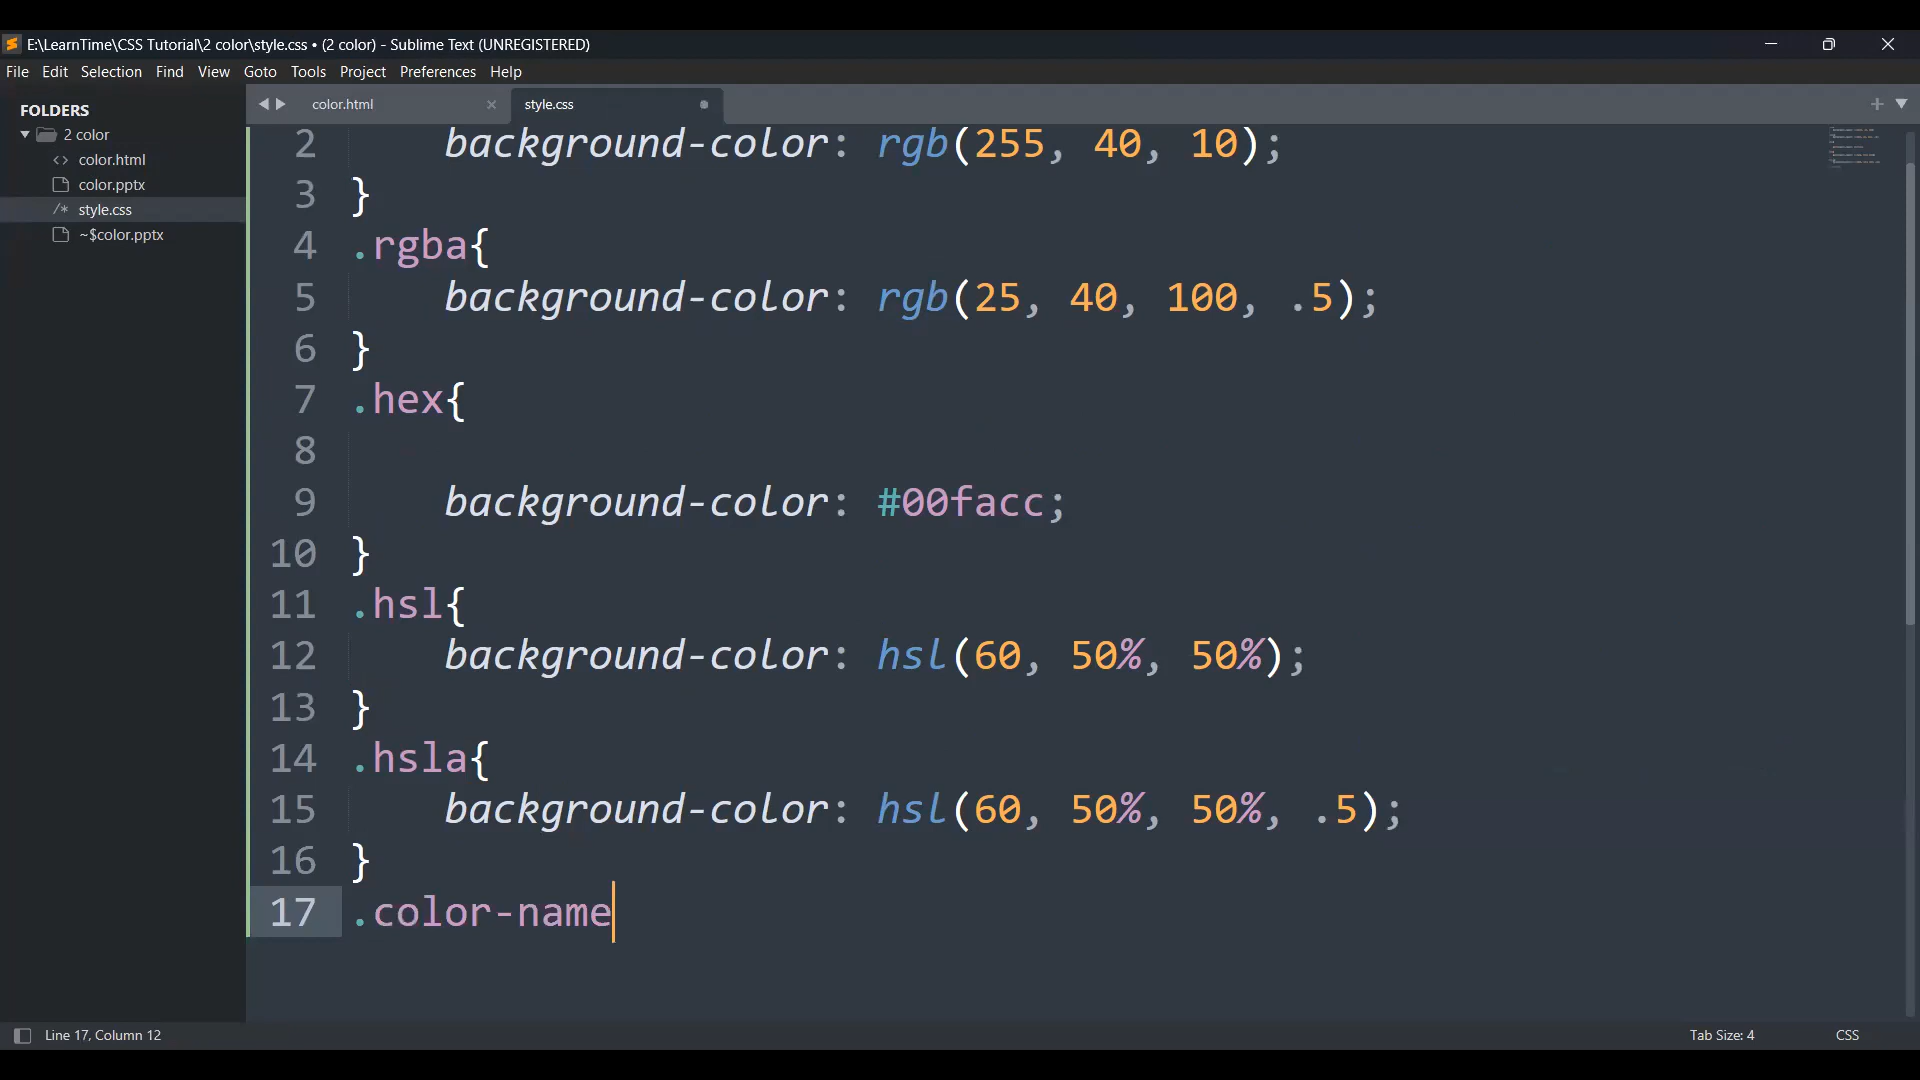 E:\LearnTime\CSS Tutorial\2 color\style.css • (2 color) - Sublime Text (UNREGISTERED)
File Edit Selection Find View Goto Tools Project Preferences Help
FOLDERS
2 color
<> color.html
color.pptx
/* style.css
~$color.pptx
color.html
style.css
2 background-color: rgb(255, 40, 10);
3 }
4 .rgba{
5 background-color: rgb(25, 40, 100, .5);
6 }
7 .hex{
8
9 background-color: #00facc;
10 }
11 .hsl{
12 background-color: hsl(60, 50%, 50%);
13 }
14 .hsla{
15 background-color: hsl(60, 50%, 50%, .5);
16 }
17 .color-name
Line 17, Column 12
Tab Size: 4
CSS